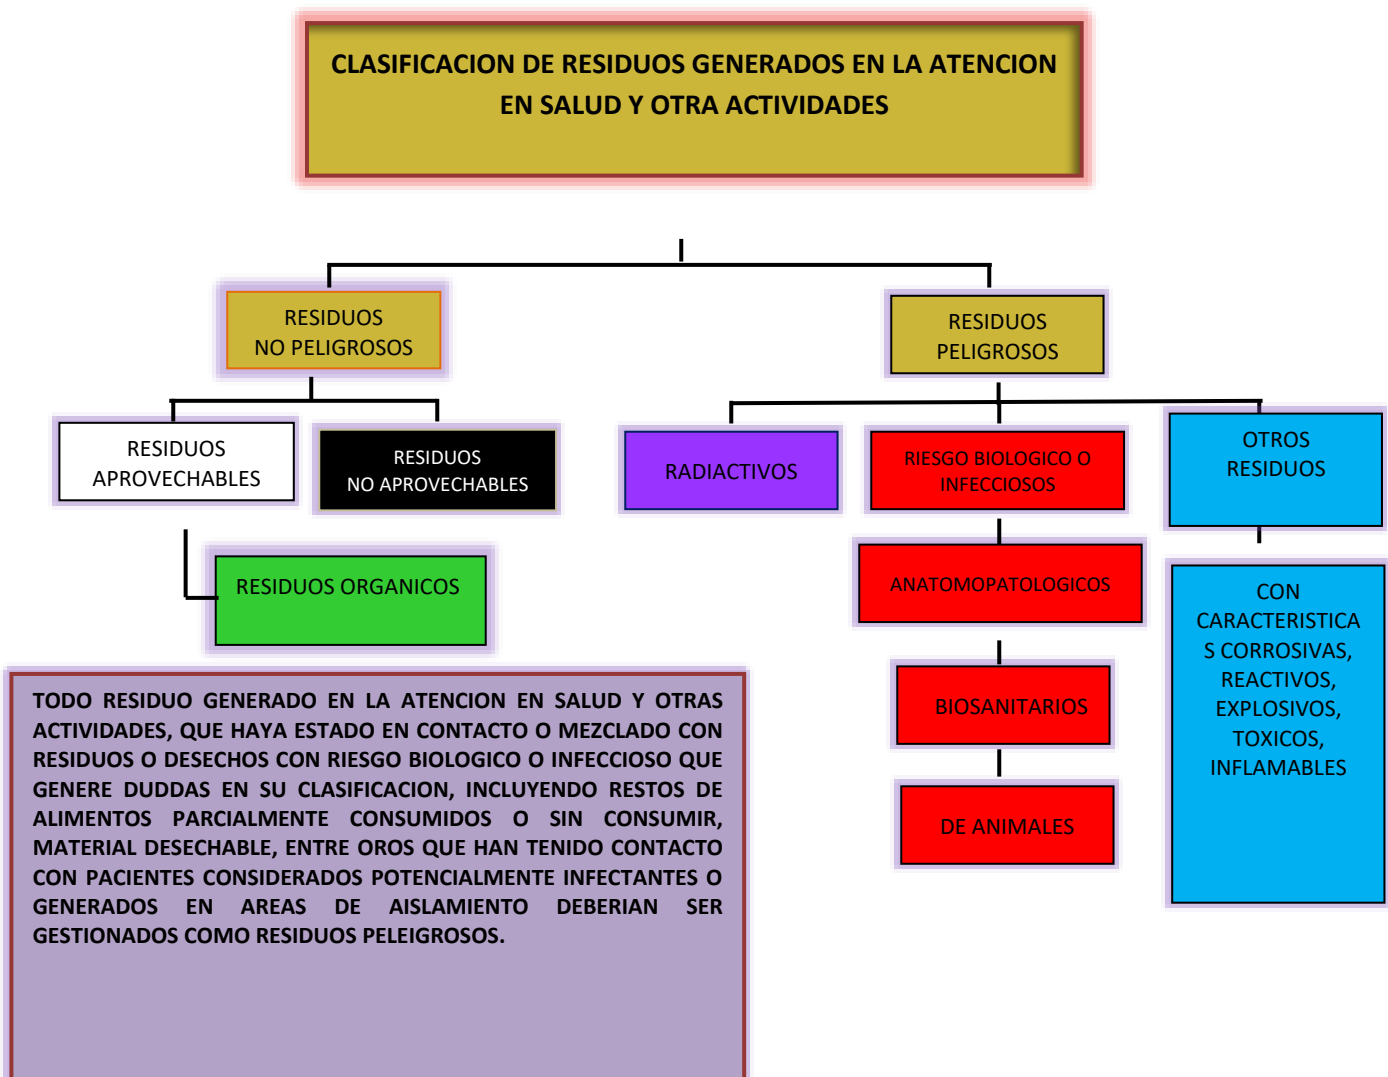 CLASIFICACION DE RESIDUOS GENERADOS EN LA ATENCION
EN SALUD Y OTRA ACTIVIDADES
RESIDUOS
NO PELIGROSOS
RESIDUOS
PELIGROSOS
RESIDUOS
APROVECHABLES
RESIDUOS
NO APROVECHABLES
RADIACTIVOS
RIESGO BIOLOGICO O
INFECCIOSOS
OTROS
RESIDUOS
RESIDUOS ORGANICOS
ANATOMOPATOLOGICOS
BIOSANITARIOS
DE ANIMALES
CON
CARACTERISTICA
S CORROSIVAS,
REACTIVOS,
EXPLOSIVOS,
TOXICOS,
INFLAMABLES
TODO RESIDUO GENERADO EN LA ATENCION EN SALUD Y OTRAS
ACTIVIDADES, QUE HAYA ESTADO EN CONTACTO O MEZCLADO CON
RESIDUOS O DESECHOS CON RIESGO BIOLOGICO O INFECCIOSO QUE
GENERE DUDDAS EN SU CLASIFICACION, INCLUYENDO RESTOS DE
ALIMENTOS PARCIALMENTE CONSUMIDOS O SIN CONSUMIR,
MATERIAL DESECHABLE, ENTRE OROS QUE HAN TENIDO CONTACTO
CON PACIENTES CONSIDERADOS POTENCIALMENTE INFECTANTES O
GENERADOS EN AREAS DE AISLAMIENTO DEBERIAN SER
GESTIONADOS COMO RESIDUOS PELEIGROSOS.